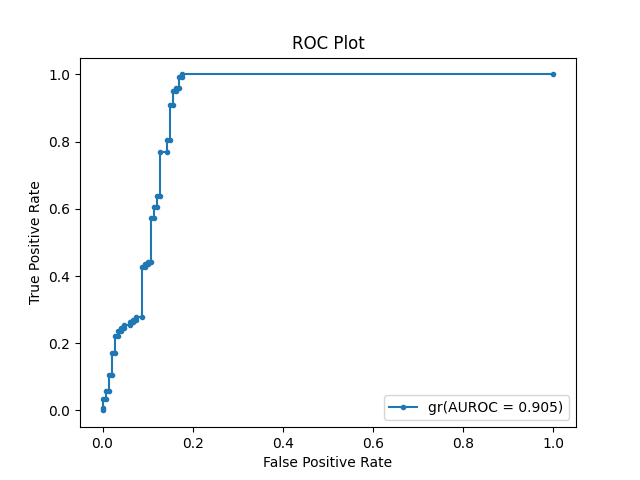 ROC Plot
True Positive Rate
1.0
0.8
0.6
0.4
0.2
0.0
gr(AUROC = 0.905)
0.0 0.2 0.4 0.6 0.8 1.0
False Positive Rate